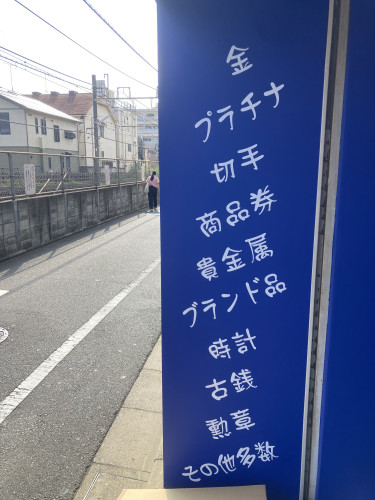 金
プラチナ
切手
商品券
貴金属
ブランド品
時計
古銭
勲章
その他多数